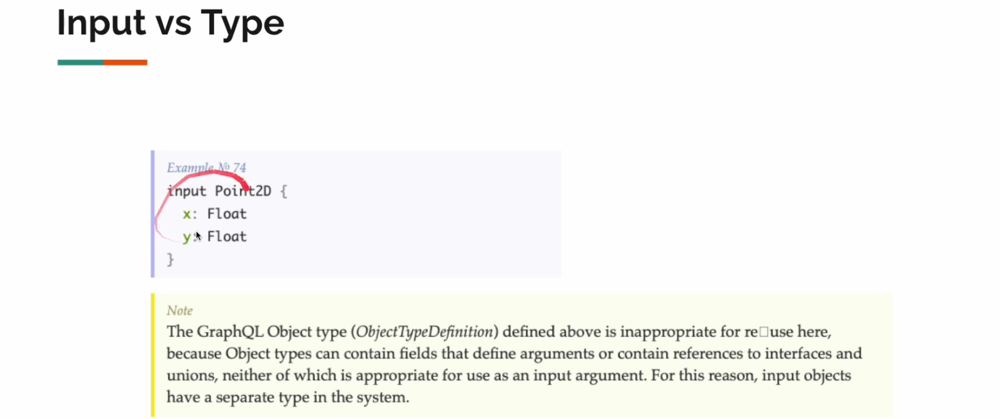 Input vs Type
Example № 74
input Point2D {
x: Float
y: Float
}
Note
The GraphQL Object type (ObjectTypeDefinition) defined above is inappropriate for re□use here,
because Object types can contain fields that define arguments or contain references to interfaces and
unions, neither of which is appropriate for use as an input argument. For this reason, input objects
have a separate type in the system.